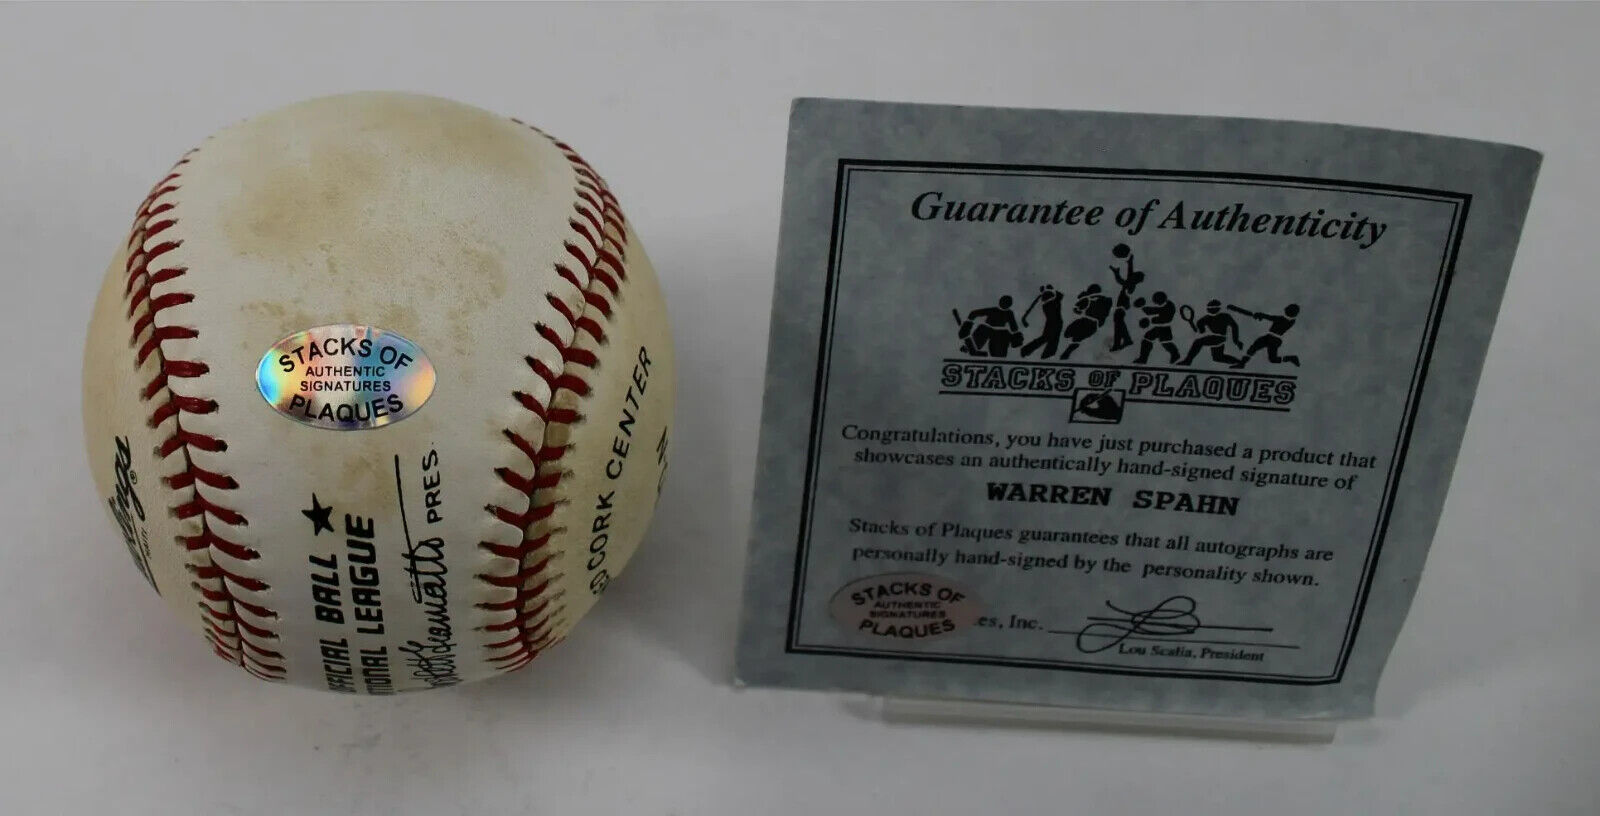 STACKS OF
AUTHENTIC
SIGNATURES
PLAQUES
BALL
LEAGUE
PRES.
CORK CENTER
Guarantee of Authenticity
STACKS OF PLAQUES
Congratulations, you have just purchased a product that
showcases an authentically hand-signed signature of
WARREN SPAHN
Stacks of Plaques guarantees that all autographs are
personally hand-signed by the personality shown.
STACKS OF
AUTHENTIC
SIGNATURES
PLAQUES
es, Inc.
Lou Scalia, President